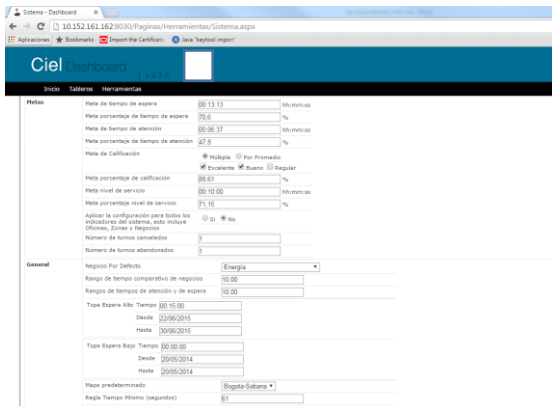 Sistema - Dashboard
10.152.161.162:8030/Paginas/Herramientas/Sistema.aspx
Aplicaciones Bookmarks Import the Certificat Java "keytool import"
Ciel Dashboard
Inicio Tableros Herramientas
Metas
Meta de tiempo de espera 00:13:13 hh:mm:ss
Meta porcentaje de tiempo de espera 70,6 %
Meta de tiempo de atención 00:06:37 hh:mm:ss
Meta porcentaje de tiempo de atención 47,8 %
Meta de Calificación Múltiple Por Promedio
Excelente Bueno Regular
Meta porcentaje de calificación 88,61 %
Meta nivel de servicio 00:10:00 hh:mm:ss
Meta porcentaje nivel de servicio 71,15 %
Aplicar la configuración para todos los
indicadores del sistema, esto incluye
Oficinas, Zonas y Negocios
Si No
Número de turnos cancelados 1
Número de turnos abandonados 1
General
Negocio Por Defecto Energía
Rango de tiempo comparativo de negocios 10.00
Rangos de tiempos de atención y de espera 10.00
Tope Espera Alto Tiempo 00:15:00
Desde 22/06/2015
Hasta 30/06/2015
Tope Espera Bajo Tiempo 00:00:00
Desde 20/05/2014
Hasta 20/05/2014
Mapa predeterminado Bogota-Sabana
Regla Tiempo Minimo (segundos) 61